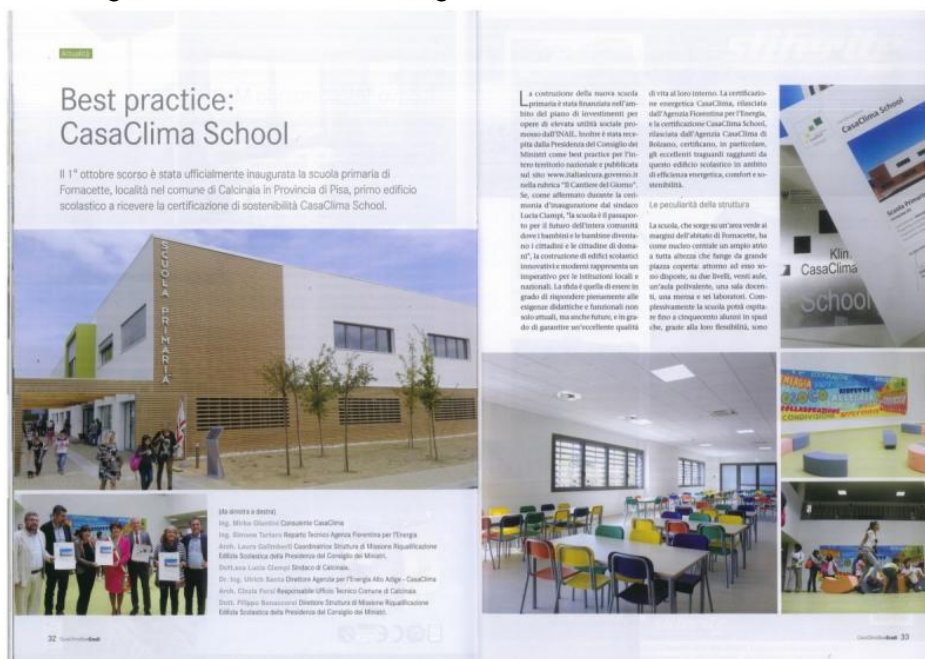 Attualità
Best practice:
CasaClima School
Il 1° ottobre scorso è stata ufficialmente inaugurata la scuola primaria di
Fornacette, località nel comune di Calcinaia in Provincia di Pisa, primo edificio
scolastico a ricevere la certificazione di sostenibilità CasaClima School.
SCUOLA PRIMARIA
(da sinistra a destra)
Ing. Mirko Giuntini Consulente CasaClima
Ing. Simone Tartaro Reparto Tecnico Agenzia Fiorentina per l'Energia
Arch. Laura Galimberti Coordinatrice Struttura di Missione Riqualificazione
Edilizia Scolastica della Presidenza del Consiglio dei Ministri.
Dott.ssa Lucia Ciampi Sindaco di Calcinaia.
Dr. Ing. Ulrich Santa Direttore Agenzia per l'Energia Alto Adige - CasaClima
Arch. Cinzia Forsi Responsabile Ufficio Tecnico Comune di Calcinaia
Dott. Filippo Bonaccorsi Direttore Struttura di Missione Riqualificazione
Edilizia Scolastica della Presidenza del Consiglio dei Ministri.
32
La costruzione della nuova scuola
primaria è stata finanziata nell'am-
bito del piano di investimenti per
opere di elevata utilità sociale pro-
mosso dall'INAIL. Inoltre è stata rece-
pita dalla Presidenza del Consiglio dei
Ministri come best practice per l'in-
tero territorio nazionale e pubblicata
sul sito www.italiasicura.governo.it
nella rubrica "Il Cantiere del Giorno".
Se, come affermato durante la ceri-
monia d'inaugurazione dal sindaco
Lucia Ciampi, "la scuola è il passapor-
to per il futuro dell'intera comunità
dove i bambini e le bambine diventa-
no i cittadini e le cittadine di doma-
ni", la costruzione di edifici scolastici
innovativi e moderni rappresenta un
imperativo per le istituzioni locali e
nazionali. La sfida è quella di essere in
grado di rispondere pienamente alle
esigenze didattiche e funzionali non
solo attuali, ma anche future, e in gra-
do di garantire un'eccellente qualità
di vita al loro interno. La certificazio-
ne energetica CasaClima, rilasciata
dall'Agenzia Fiorentina per l'Energia,
e la certificazione CasaClima School,
rilasciata dall'Agenzia CasaClima di
Bolzano, certificano, in particolare,
gli eccellenti traguardi raggiunti da
questo edificio scolastico in ambito
di efficienza energetica, comfort e so-
stenibilità.
Le peculiarità della struttura
La scuola, che sorge su un'area verde ai
margini dell'abitato di Fornacette, ha
come nucleo centrale un ampio atrio
a tutta altezza che funge da grande
piazza coperta: attorno ad esso so-
no disposte, su due livelli, venti aule,
un'aula polivalente, una sala docen-
ti, una mensa e sei laboratori. Com-
plessivamente la scuola potrà ospita-
re fino a cinquecento alunni in spazi
che, grazie alla loro flessibilità, sono
CasaClima School
Scuola Primaria
Klim
CasaClima
School
ENERGIA
GIOCO
COLLABORAZIONE
CONDIVISIONE
33